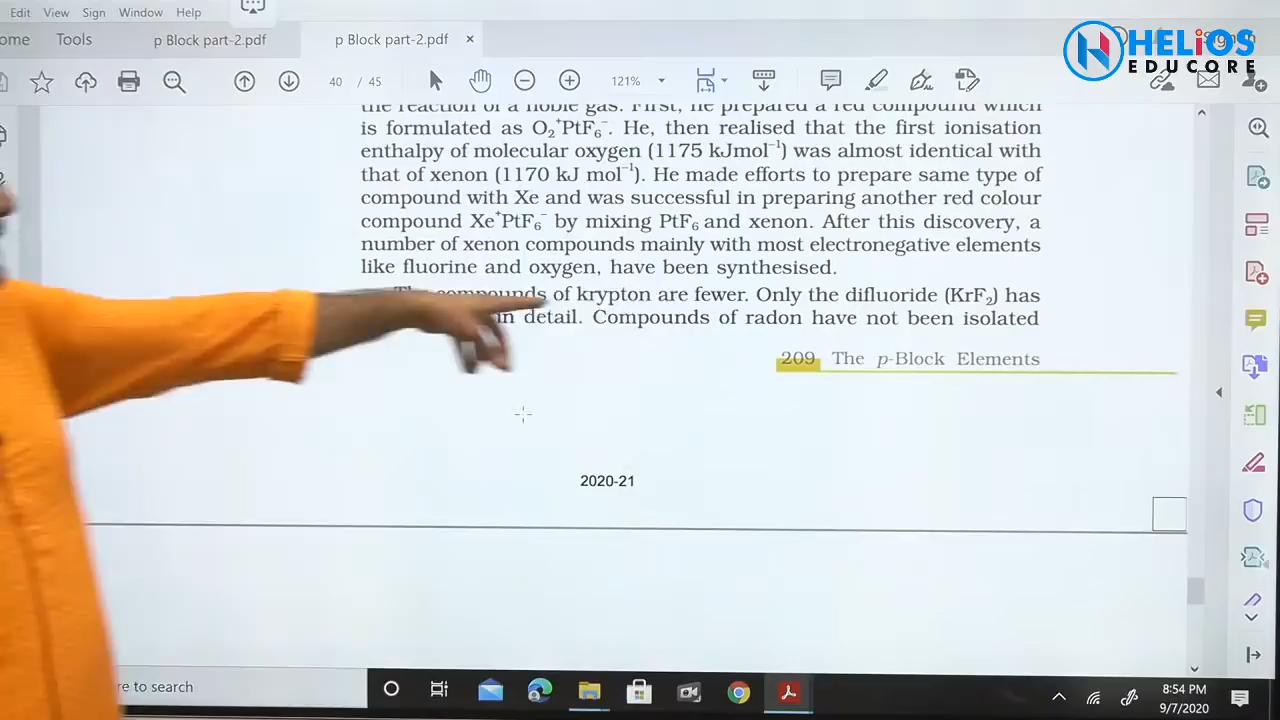 Edit View Sign Window Help
ome Tools p Block part-2.pdf p Block part-2.pdf ×
40 / 45 121%
HELiOS
EDUCORE
the reaction of a noble gas. First, he prepared a red compound which
is formulated as O₂⁺PtF₆⁻. He, then realised that the first ionisation
enthalpy of molecular oxygen (1175 kJmol⁻¹) was almost identical with
that of xenon (1170 kJ mol⁻¹). He made efforts to prepare same type of
compound with Xe and was successful in preparing another red colour
compound Xe⁺PtF₆⁻ by mixing PtF₆ and xenon. After this discovery, a
number of xenon compounds mainly with most electronegative elements
like fluorine and oxygen, have been synthesised.
The compounds of krypton are fewer. Only the difluoride (KrF₂) has
in detail. Compounds of radon have not been isolated
209 The p-Block Elements
2020-21
re to search
8:54 PM
9/7/2020